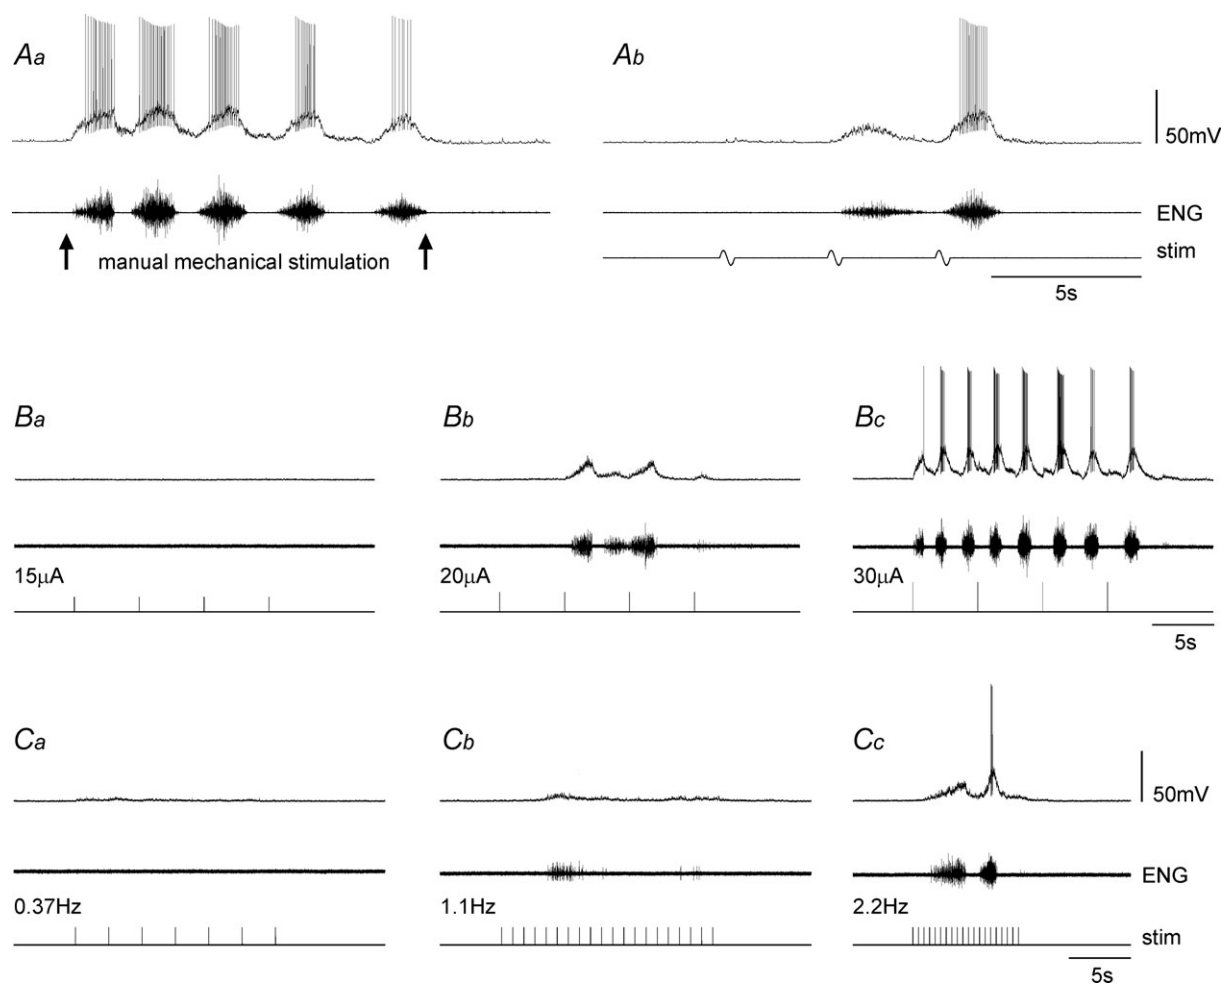 Aa
Ab
50mV
ENG
manual mechanical stimulation
stim
5s
Ba
Bb
Bc
15μA
20μA
30μA
5s
Ca
Cb
Cc
50mV
ENG
0.37Hz
1.1Hz
2.2Hz
stim
5s